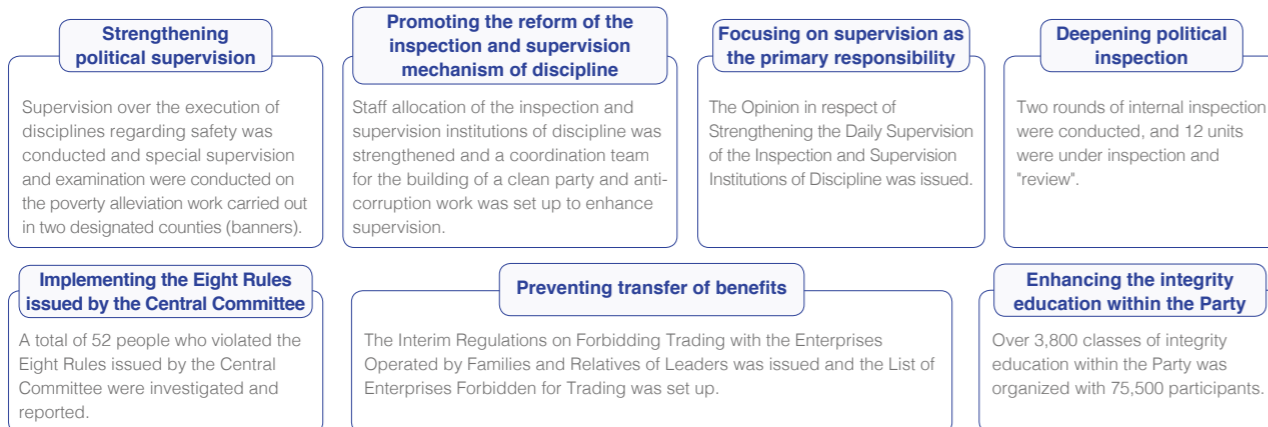 Strengthening
political supervision
Supervision over the execution of
disciplines regarding safety was
conducted and special supervision
and examination were conducted on
the poverty alleviation work carried out
in two designated counties (banners).
Promoting the reform of the
inspection and supervision
mechanism of discipline
Staff allocation of the inspection and
supervision institutions of discipline was
strengthened and a coordination team
for the building of a clean party and anti-
corruption work was set up to enhance
supervision.
Focusing on supervision as
the primary responsibility
The Opinion in respect of
Strengthening the Daily Supervision
of the Inspection and Supervision
Institutions of Discipline was issued.
Deepening political
inspection
Two rounds of internal inspection
were conducted, and 12 units
were under inspection and
"review".
Implementing the Eight Rules
issued by the Central Committee
A total of 52 people who violated the
Eight Rules issued by the Central
Committee were investigated and
reported.
Preventing transfer of benefits
The Interim Regulations on Forbidding Trading with the Enterprises
Operated by Families and Relatives of Leaders was issued and the List of
Enterprises Forbidden for Trading was set up.
Enhancing the integrity
education within the Party
Over 3,800 classes of integrity
education within the Party was
organized with 75,500 participants.